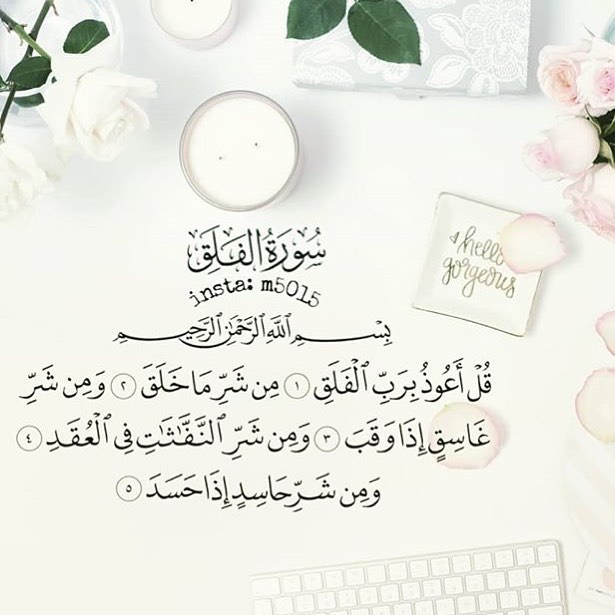 سُورَةُ الفَلَقِ
insta: m5015
بِسْمِ ٱللَّهِ ٱلرَّحْمَٰنِ ٱلرَّحِيمِ
hello
gorgeous
قُلْ أَعُوذُ بِرَبِّ ٱلْفَلَقِ ١ مِن شَرِّ مَا خَلَقَ ٢ وَمِن شَرِّ
غَاسِقٍ إِذَا وَقَبَ ٣ وَمِن شَرِّ ٱلنَّفَّٰثَٰتِ فِى ٱلْعُقَدِ ٤
وَمِن شَرِّ حَاسِدٍ إِذَا حَسَدَ ٥